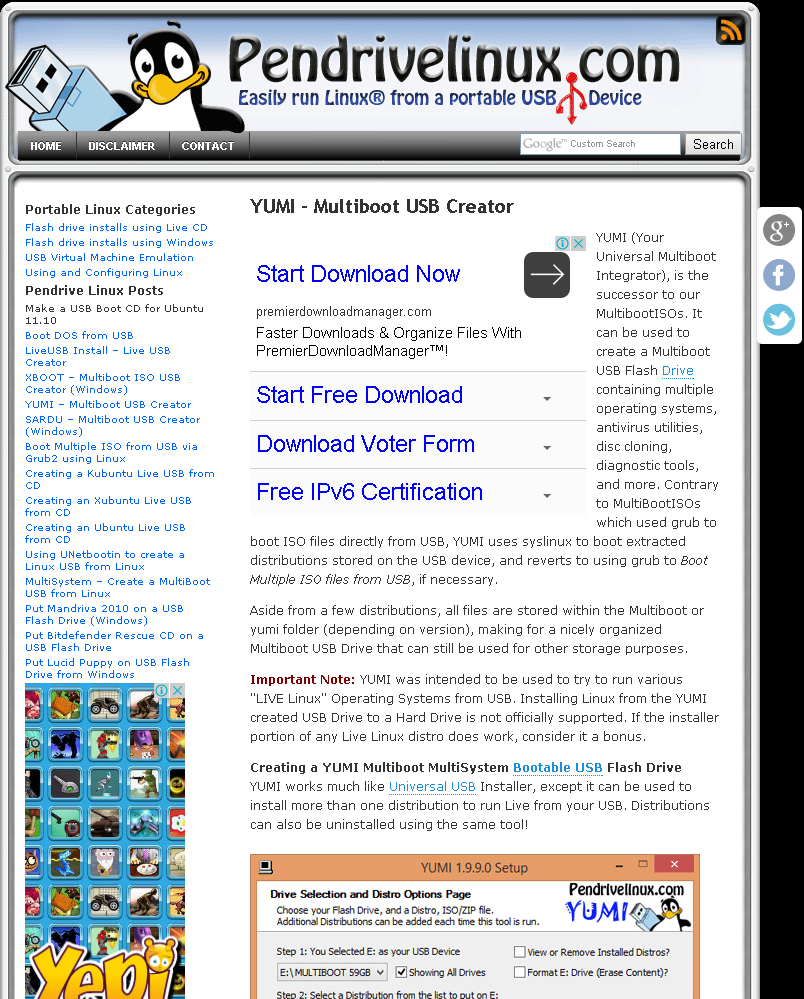 Pendrivelinux.com
Easily run Linux® from a portable USB Device
HOME
DISCLAIMER
CONTACT
Google™ Custom Search
Search
Portable Linux Categories
Flash drive installs using Live CD
Flash drive installs using Windows
USB Virtual Machine Emulation
Using and Configuring Linux
Pendrive Linux Posts
Make a USB Boot CD for Ubuntu
11.10
Boot DOS from USB
LiveUSB Install – Live USB
Creator
XBOOT – Multiboot ISO USB
Creator (Windows)
YUMI – Multiboot USB Creator
SARDU – Multiboot USB Creator
(Windows)
Boot Multiple ISO from USB via
Grub2 using Linux
Creating a Kubuntu Live USB from
CD
Creating an Xubuntu Live USB
from CD
Creating an Ubuntu Live USB
from CD
Using UNetbootin to create a
Linux USB from Linux
MultiSystem – Create a MultiBoot
USB from Linux
Put Mandriva 2010 on a USB
Flash Drive (Windows)
Put Bitdefender Rescue CD on a
USB Flash Drive
Put Lucid Puppy on USB Flash
Drive from Windows
Yepi
YUMI - Multiboot USB Creator
Start Download Now
premierdownloadmanager.com
Faster Downloads & Organize Files With
PremierDownloadManager™!
Start Free Download
Download Voter Form
Free IPv6 Certification
YUMI (Your
Universal Multiboot
Integrator), is the
successor to our
MultibootISOs. It
can be used to
create a Multiboot
USB Flash Drive
containing multiple
operating systems,
antivirus utilities,
disc cloning,
diagnostic tools,
and more. Contrary
to MultiBootISOs
which used grub to
boot ISO files directly from USB, YUMI uses syslinux to boot extracted
distributions stored on the USB device, and reverts to using grub to Boot
Multiple ISO files from USB, if necessary.
Aside from a few distributions, all files are stored within the Multiboot or
yumi folder (depending on version), making for a nicely organized
Multiboot USB Drive that can still be used for other storage purposes.
Important Note: YUMI was intended to be used to try to run various
"LIVE Linux" Operating Systems from USB. Installing Linux from the YUMI
created USB Drive to a Hard Drive is not officially supported. If the installer
portion of any Live Linux distro does work, consider it a bonus.
Creating a YUMI Multiboot MultiSystem Bootable USB Flash Drive
YUMI works much like Universal USB Installer, except it can be used to
install more than one distribution to run Live from your USB. Distributions
can also be uninstalled using the same tool!
YUMI 1.9.9.0 Setup
Drive Selection and Distro Options Page
Choose your Flash Drive, and a Distro, ISO/ZIP file.
Additional Distributions can be added each time this tool is run.
Pendrivelinux.com
YUMI
Step 1: You Selected E: as your USB Device
View or Remove Installed Distros?
E:\MULTIBOOT 59GB
Showing All Drives
Format E: Drive (Erase Content)?
Step 2: Select a Distribution from the list to put on E:
g+
f